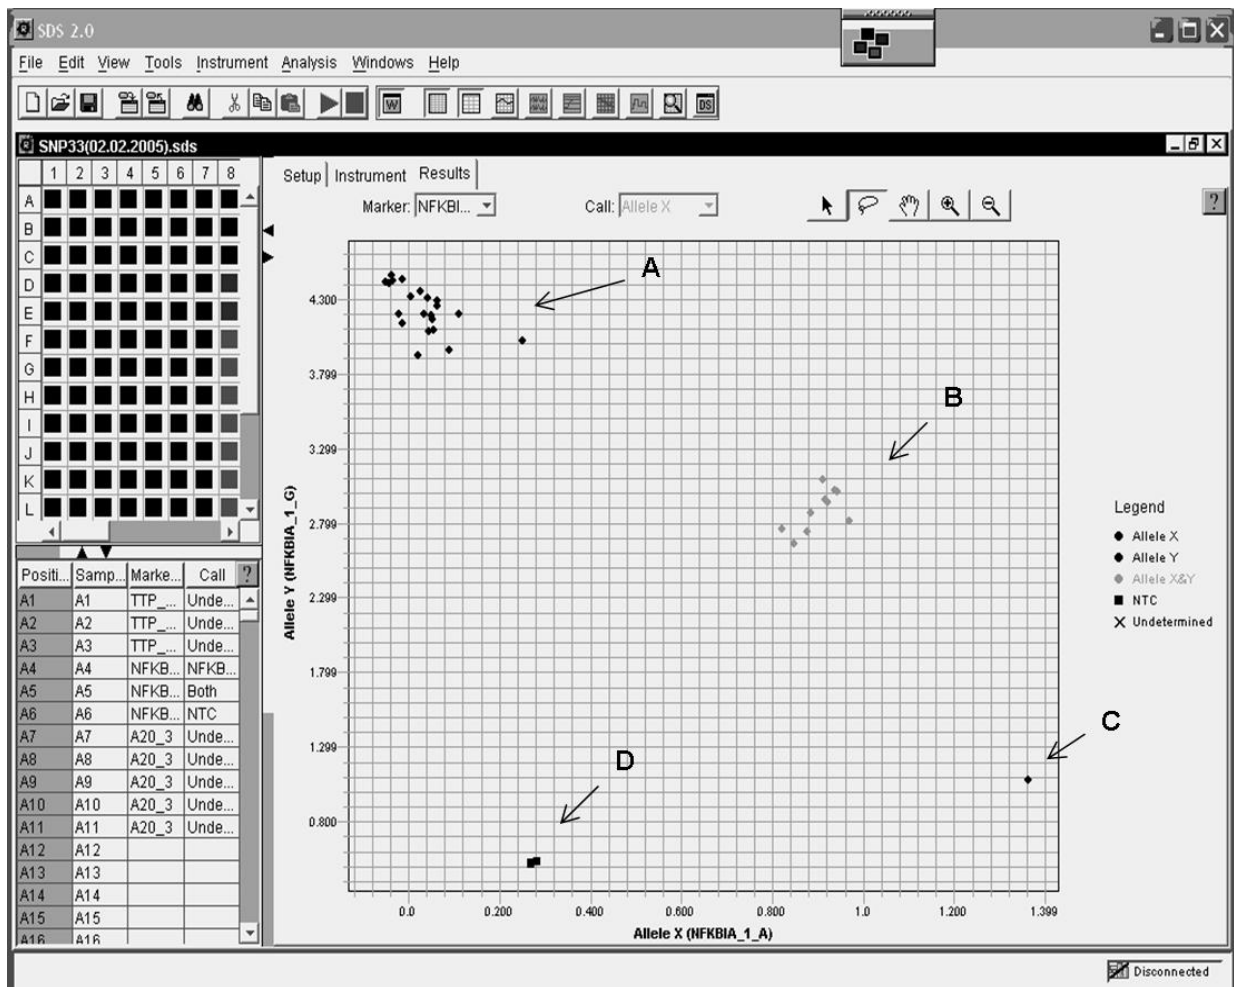 SDS 2.0
File Edit View Tools Instrument Analysis Windows Help
W DS
SNP33(02.02.2005).sds
1 2 3 4 5 6 7 8
A
B
C
D
E
F
G
H
I
J
K
L
Setup Instrument Results
Marker: NFKBI... Call: Allele X
?
A
B
C
D
4.300
3.799
3.299
2.799
2.299
1.799
1.299
0.800
Allele Y (NFKBIA_1_G)
0.0 0.200 0.400 0.600 0.800 1.0 1.200 1.399
Allele X (NFKBIA_1_A)
Legend
Allele X
Allele Y
Allele X&Y
NTC
Undetermined
Positi... Samp... Marke... Call ?
A1 A1 TTP_... Unde...
A2 A2 TTP_... Unde...
A3 A3 TTP_... Unde...
A4 A4 NFKB... NFKB...
A5 A5 NFKB... Both
A6 A6 NFKB... NTC
A7 A7 A20_3 Unde...
A8 A8 A20_3 Unde...
A9 A9 A20_3 Unde...
A10 A10 A20_3 Unde...
A11 A11 A20_3 Unde...
A12 A12
A13 A13
A14 A14
A15 A15
A16 A16
Disconnected